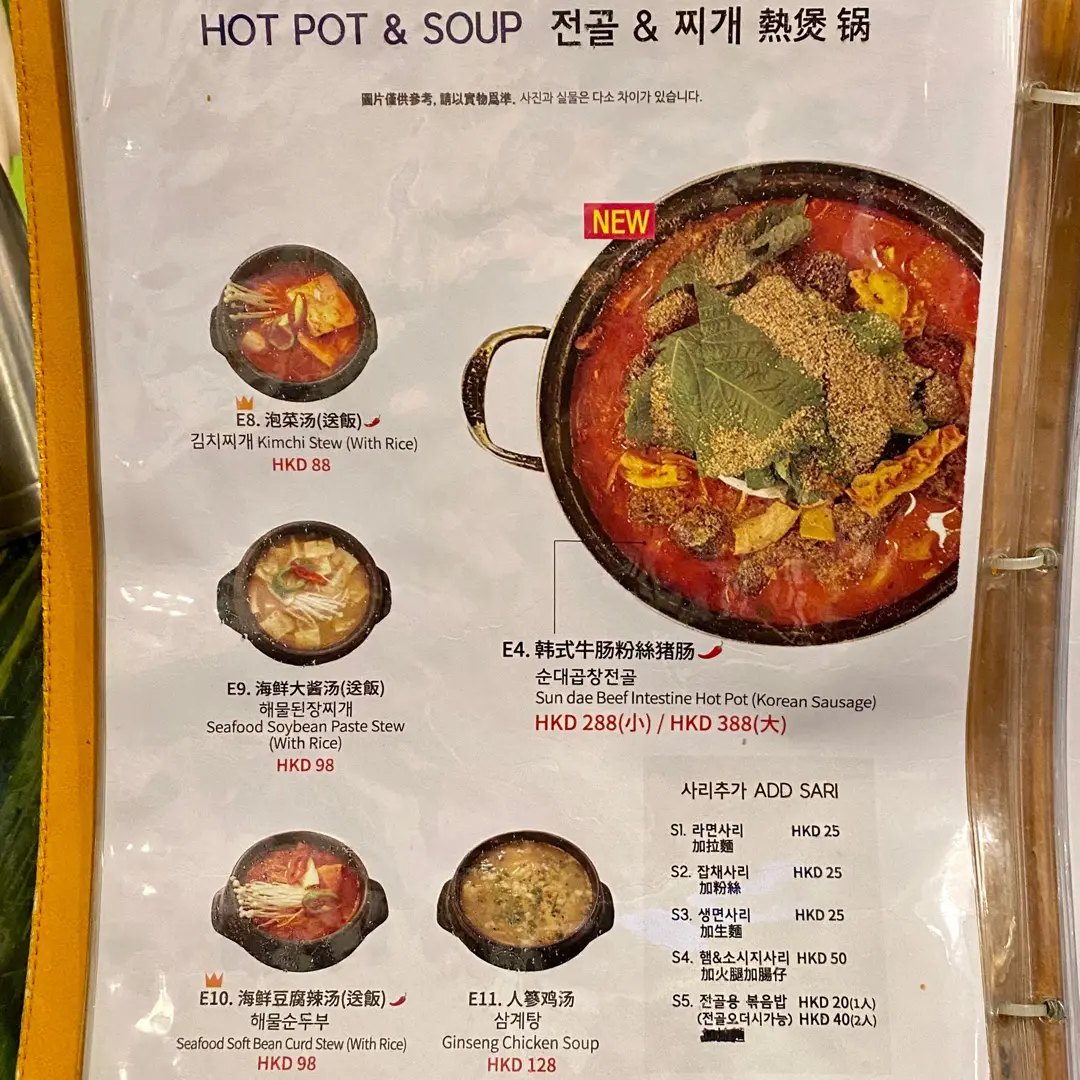 HOT POT & SOUP 전골 & 찌개 熱煲锅
圖片僅供參考, 請以實物爲準. 사진과 실물은 다소 차이가 있습니다.
NEW
E8. 泡菜汤(送飯)
김치찌개 Kimchi Stew (With Rice)
HKD 88
E9. 海鲜大酱汤(送飯)
해물된장찌개
Seafood Soybean Paste Stew
(With Rice)
HKD 98
E4. 韩式牛肠粉絲猪肠
순대곱창전골
Sun dae Beef Intestine Hot Pot (Korean Sausage)
HKD 288(小) / HKD 388(大)
E10. 海鲜豆腐辣汤(送飯)
해물순두부
Seafood Soft Bean Curd Stew (With Rice)
HKD 98
E11. 人蔘鸡汤
삼계탕
Ginseng Chicken Soup
HKD 128
사리추가 ADD SARI
S1. 라면사리 HKD 25
加拉麵
S2. 잡채사리 HKD 25
加粉絲
S3. 생면사리 HKD 25
加生麵
S4. 햄&소시지사리 HKD 50
加火腿加腸仔
S5. 전골용 볶음밥 HKD 20(1人)
(전골오더시가능) HKD 40(2人)